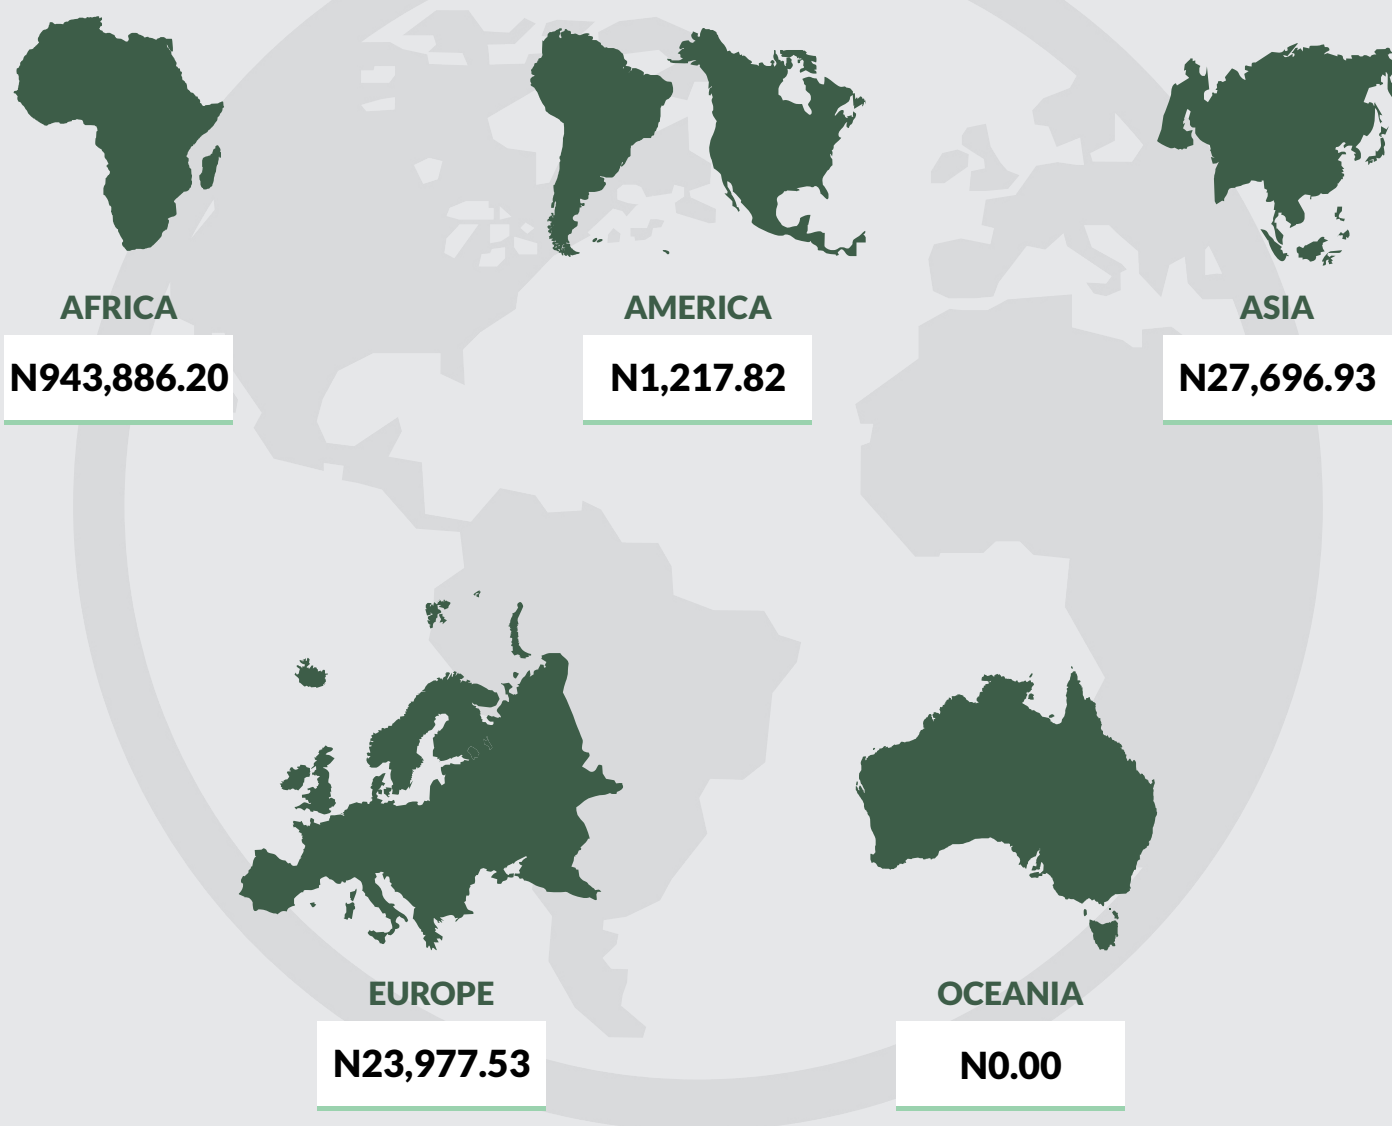 AFRICA
N943,886.20
AMERICA
N1,217.82
ASIA
N27,696.93
EUROPE
N23,977.53
OCEANIA
N0.00